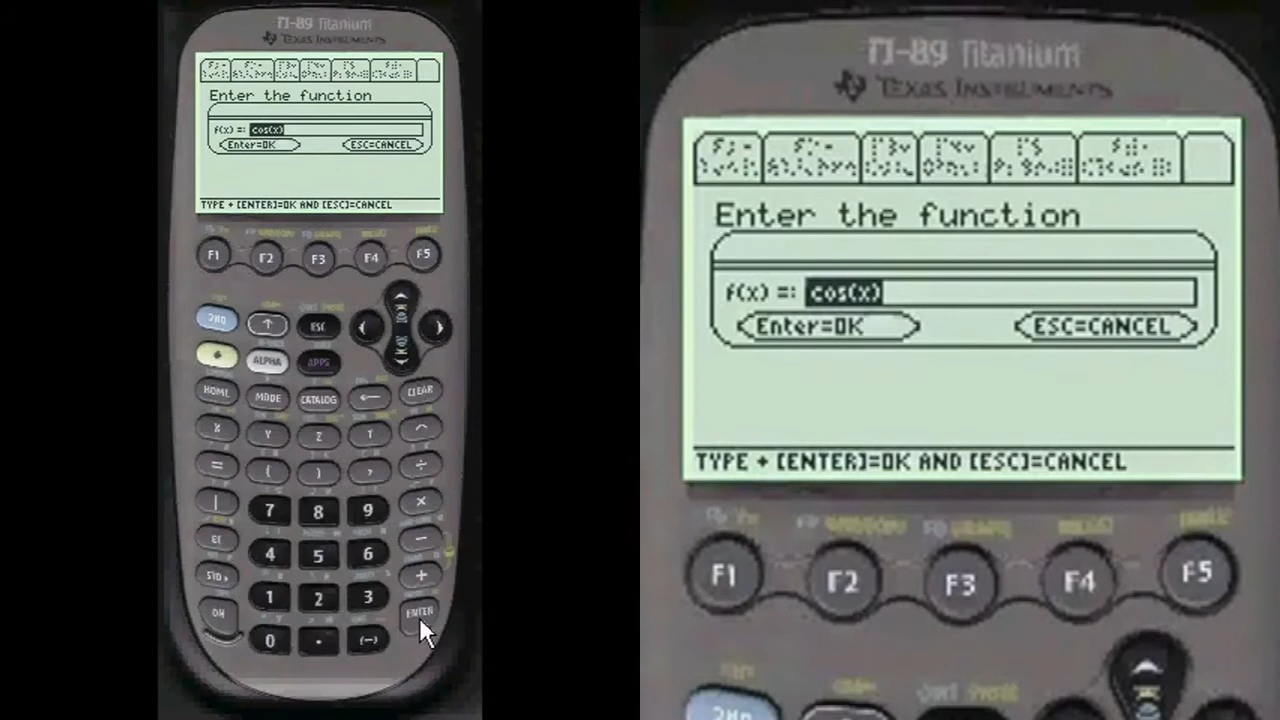 TI-89 Titanium
TEXAS INSTRUMENTS
Enter the function
f(x) =: cos(x)
Enter=OK ESC=CANCEL
TYPE + [ENTER]=OK AND [ESC]=CANCEL
F1 F2 F3 F4 F5
2ND ↑ ESC
ALPHA APPS
HOME MODE CATALOG ← CLEAR
X Y Z T ^
= ( ) , ÷
| 7 8 9 ×
EE 4 5 6 −
STO▸ 1 2 3 +
ON 0 . (−) ENTER
TI-89 Titanium
TEXAS INSTRUMENTS
Enter the function
f(x) =: cos(x)
Enter=OK ESC=CANCEL
TYPE + [ENTER]=OK AND [ESC]=CANCEL
F1 F2 F3 F4 F5
2ND